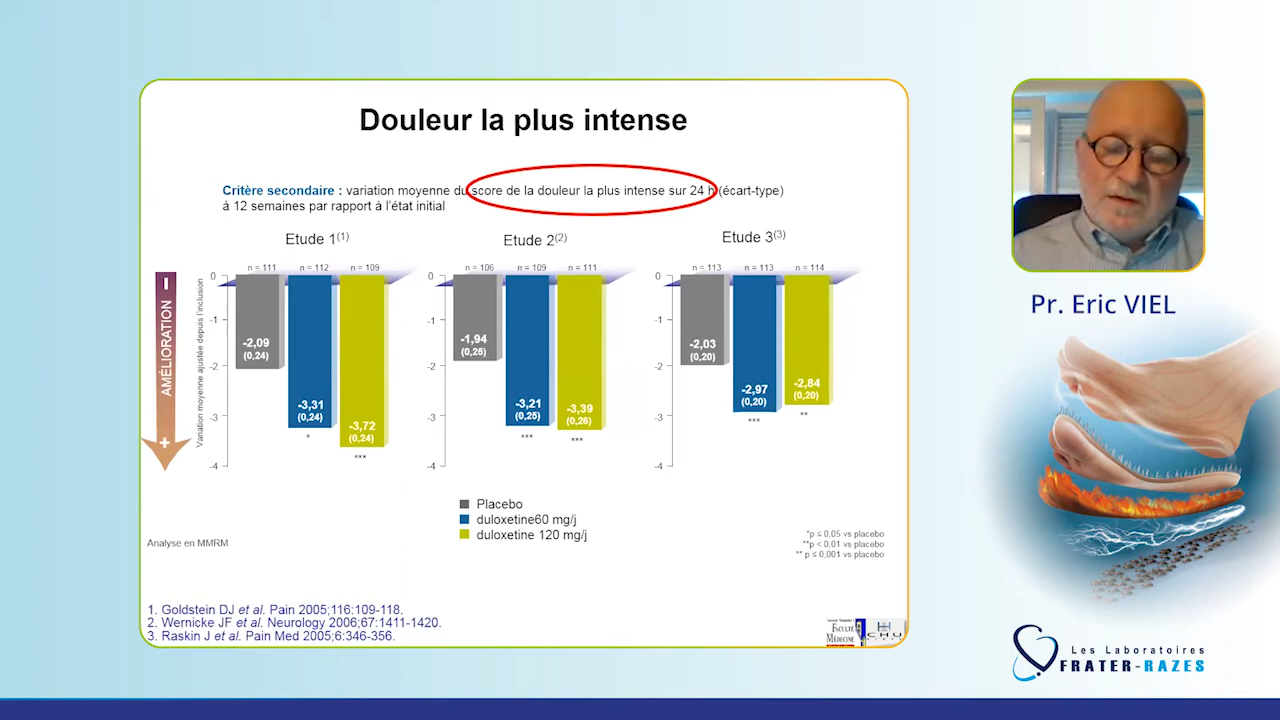 Douleur la plus intense
Critère secondaire : variation moyenne du score de la douleur la plus intense sur 24 h (écart-type)
à 12 semaines par rapport à l'état initial
Etude 1(1)
Etude 2(2)
Etude 3(3)
n = 111
n = 112
n = 109
n = 106
n = 109
n = 111
n = 113
n = 113
n = 114
AMÉLIORATION
Variation moyenne ajustée depuis l'inclusion
0
-1
-2
-3
-4
-2,09
(0,24)
-3,31
(0,24)
*
-3,72
(0,24)
***
0
-1
-2
-3
-4
-1,94
(0,25)
-3,21
(0,25)
***
-3,39
(0,26)
***
0
-1
-2
-3
-4
-2,03
(0,20)
-2,97
(0,20)
***
-2,84
(0,20)
**
Placebo
duloxetine60 mg/j
duloxetine 120 mg/j
Analyse en MMRM
*p ≤ 0,05 vs placebo
**p < 0,01 vs placebo
** p ≤ 0,001 vs placebo
1. Goldstein DJ et al. Pain 2005;116:109-118.
2. Wernicke JF et al. Neurology 2006;67:1411-1420.
3. Raskin J et al. Pain Med 2005;6:346-356.
FACULTÉ
MÉDECINE
CHU
Pr. Eric VIEL
Les Laboratoires
FRATER-RAZES